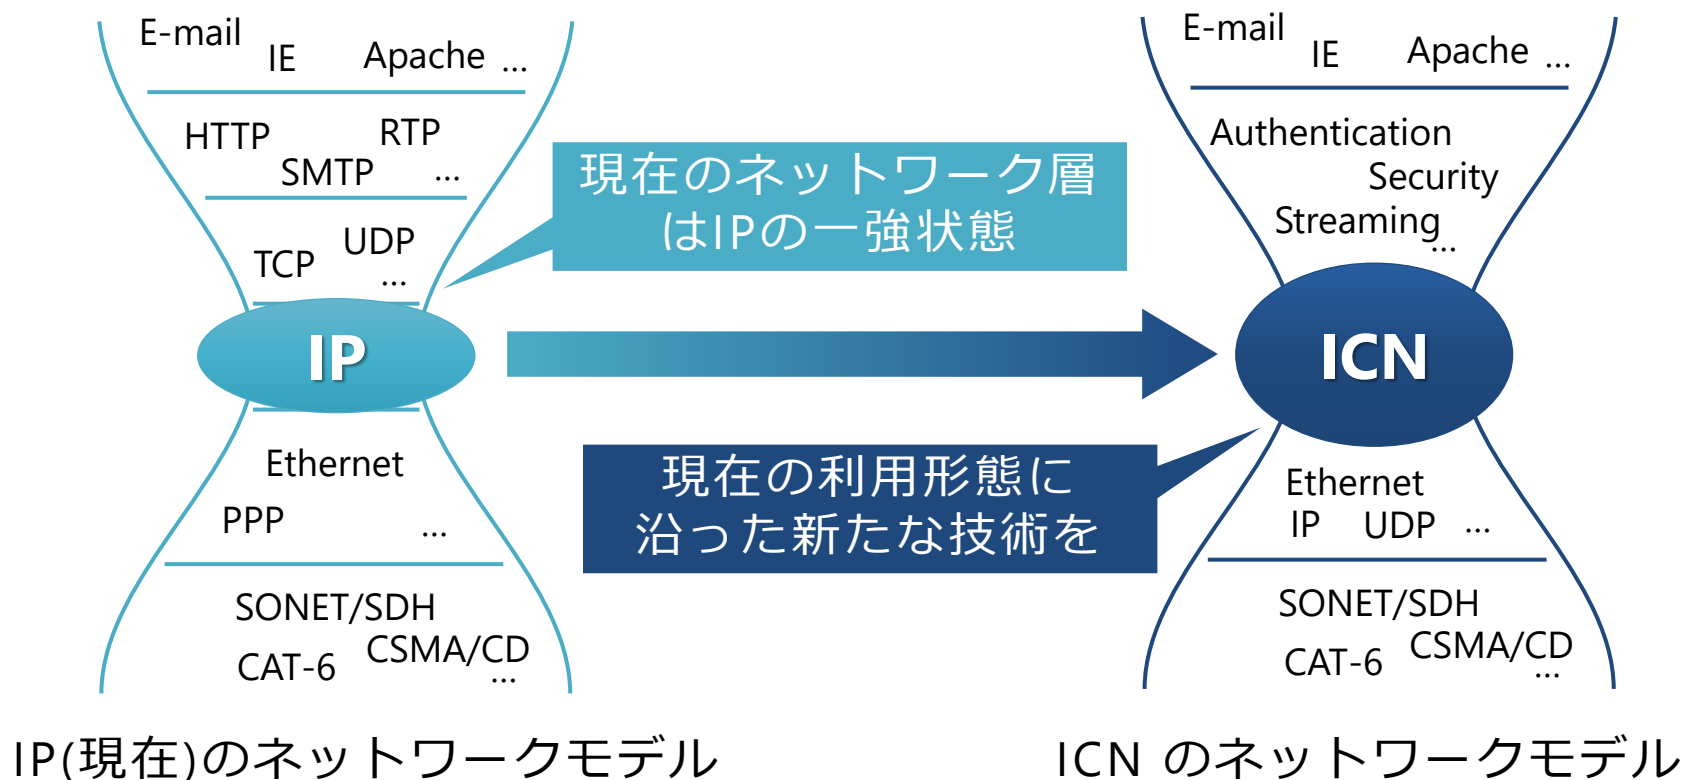 E-mail
IE
Apache ...
HTTP
RTP
SMTP
...
UDP
TCP
...
IP
Ethernet
PPP
...
SONET/SDH
CSMA/CD
CAT-6
...
IP(現在)のネットワークモデル
現在のネットワーク層
はIPの一強状態
現在の利用形態に
沿った新たな技術を
E-mail
IE
Apache ...
Authentication
Security
Streaming
...
ICN
Ethernet
IP UDP ...
SONET/SDH
CSMA/CD
CAT-6
...
ICN のネットワークモデル